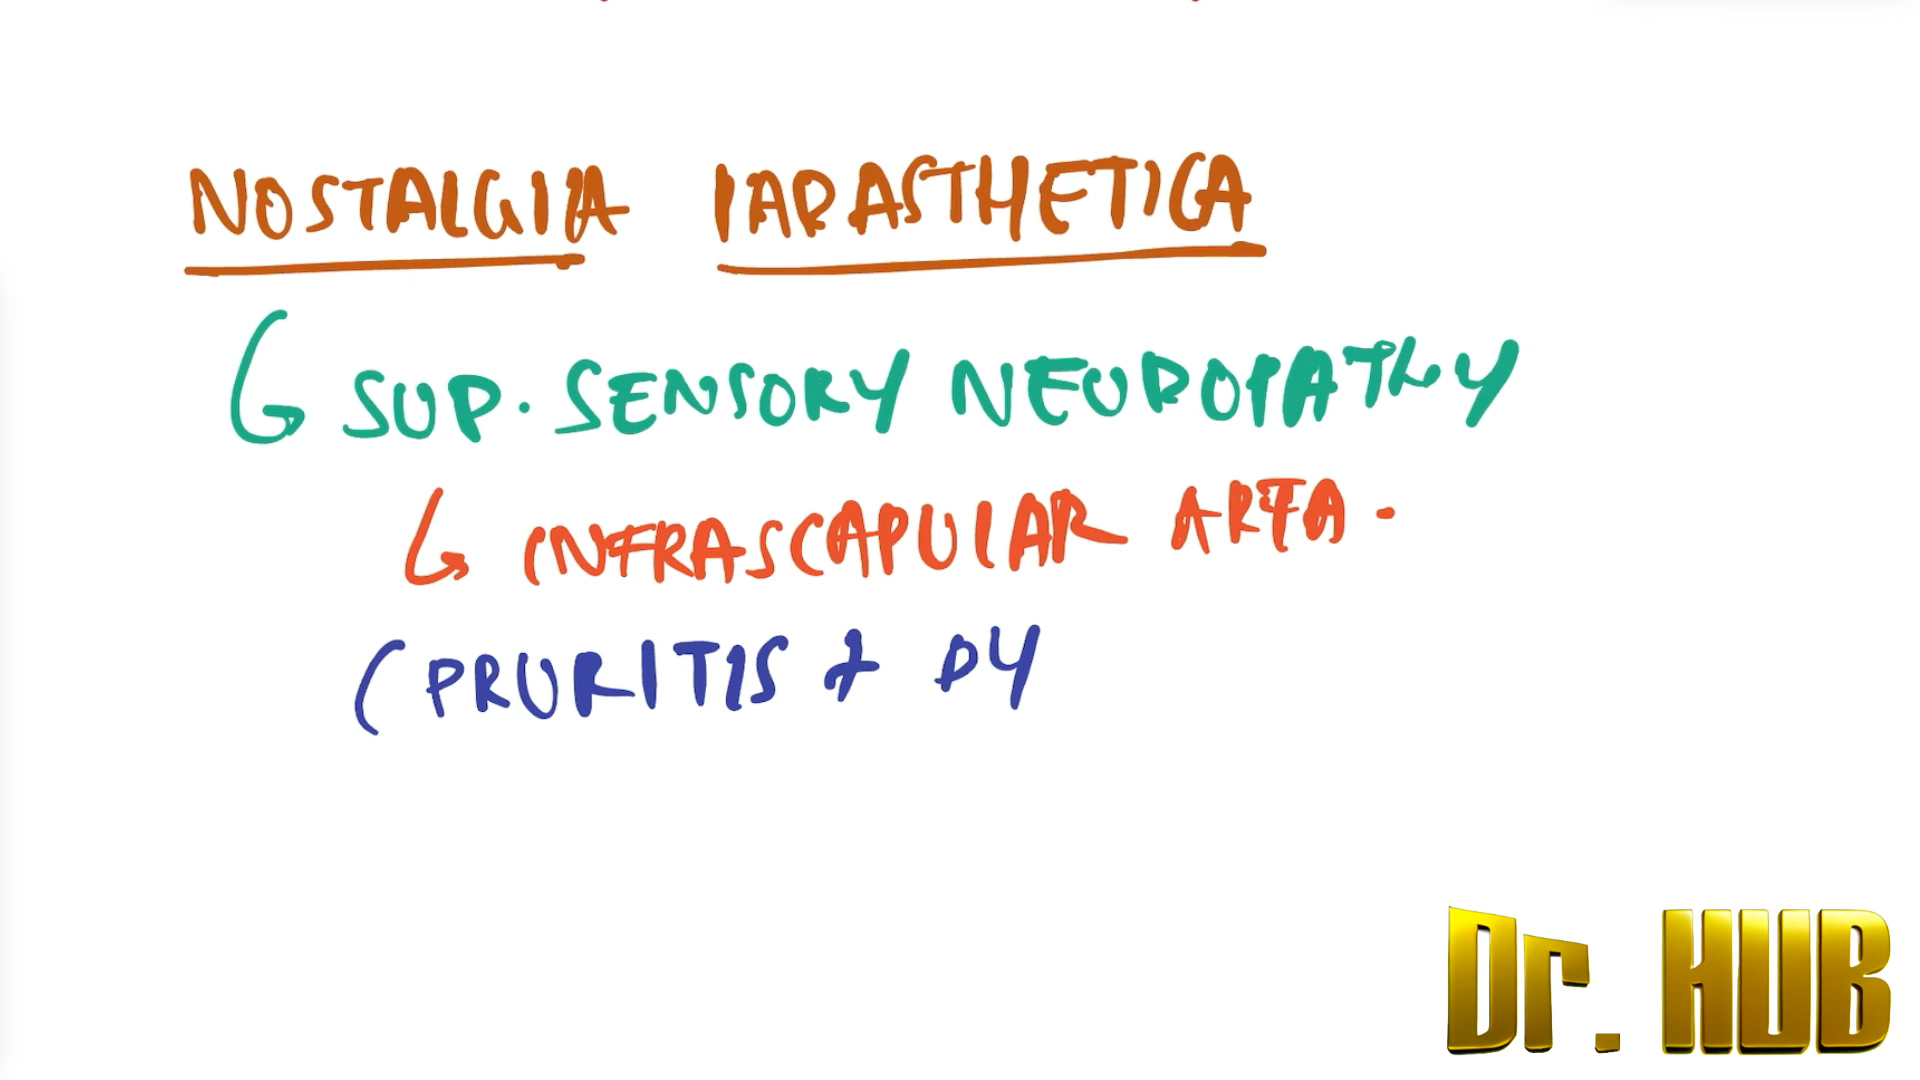 NOSTALGIA PARASTHETICA
SUP. SENSORY NEUROPATHY
INFRASCAPULAR AREA.
(PRURITIS & DY
Dr. HUB